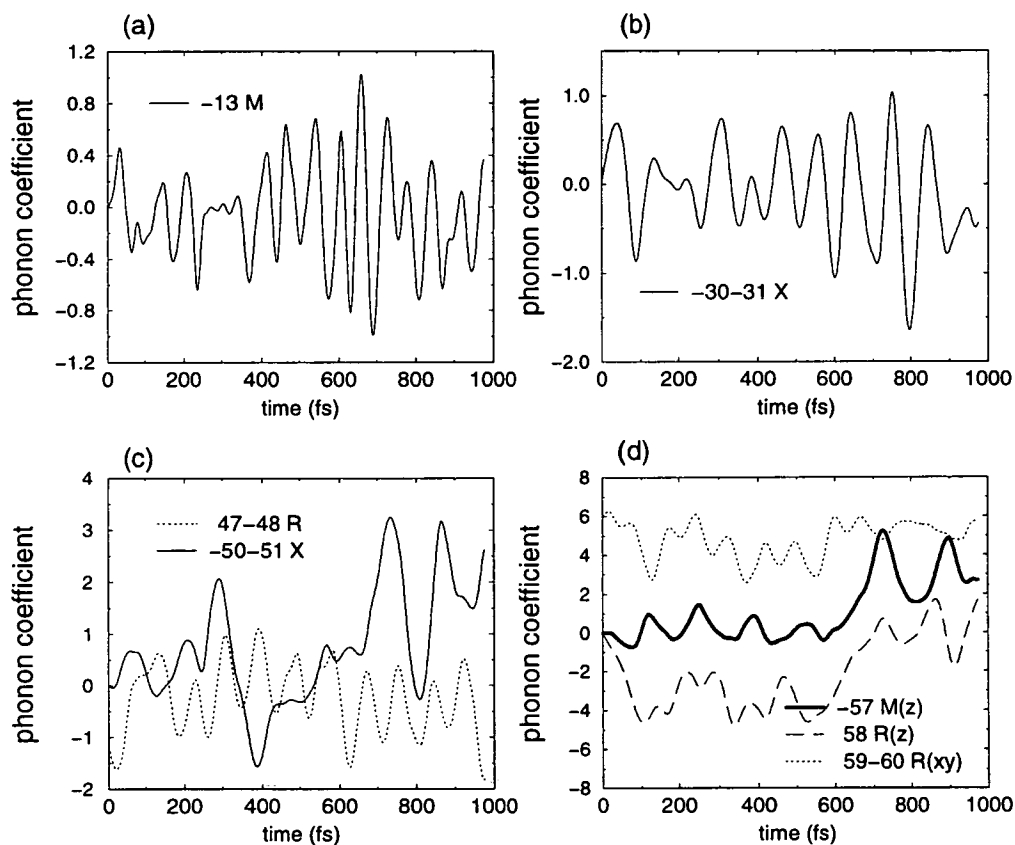 (a)
1.2
0.8
0.4
0.0
−0.4
−0.8
−1.2
phonon coefficient
−13 M
0 200 400 600 800 1000
time (fs)
(b)
1.0
0.0
−1.0
−2.0
phonon coefficient
−30−31 X
0 200 400 600 800 1000
time (fs)
(c)
4
3
2
1
0
−1
−2
phonon coefficient
47−48 R
−50−51 X
0 200 400 600 800 1000
time (fs)
(d)
8
6
4
2
0
−2
−4
−6
−8
phonon coefficient
−57 M(z)
58 R(z)
59−60 R(xy)
0 200 400 600 800 1000
time (fs)